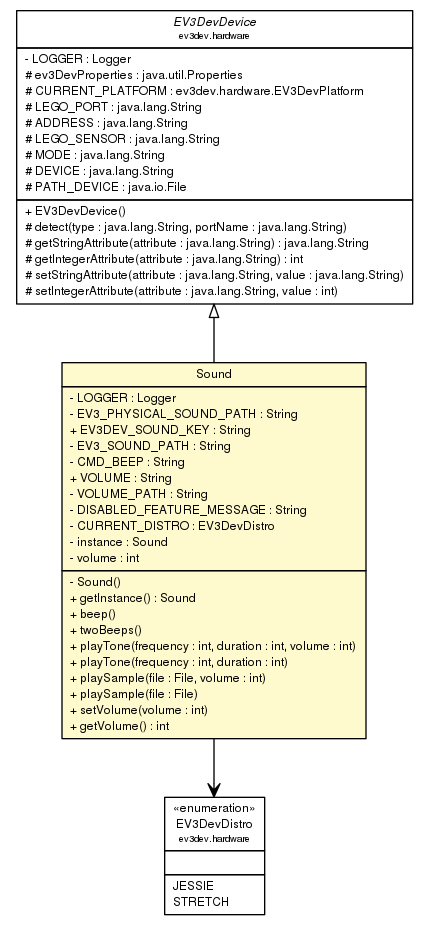 EV3DevDevice
ev3dev.hardware
- LOGGER : Logger
# ev3DevProperties : java.util.Properties
# CURRENT_PLATFORM : ev3dev.hardware.EV3DevPlatform
# LEGO_PORT : java.lang.String
# ADDRESS : java.lang.String
# LEGO_SENSOR : java.lang.String
# MODE : java.lang.String
# DEVICE : java.lang.String
# PATH_DEVICE : java.io.File
+ EV3DevDevice()
# detect(type : java.lang.String, portName : java.lang.String)
# getStringAttribute(attribute : java.lang.String) : java.lang.String
# getIntegerAttribute(attribute : java.lang.String) : int
# setStringAttribute(attribute : java.lang.String, value : java.lang.String)
# setIntegerAttribute(attribute : java.lang.String, value : int)
Sound
- LOGGER : Logger
- EV3_PHYSICAL_SOUND_PATH : String
+ EV3DEV_SOUND_KEY : String
- EV3_SOUND_PATH : String
- CMD_BEEP : String
+ VOLUME : String
- VOLUME_PATH : String
- DISABLED_FEATURE_MESSAGE : String
- CURRENT_DISTRO : EV3DevDistro
- instance : Sound
- volume : int
- Sound()
+ getInstance() : Sound
+ beep()
+ twoBeeps()
+ playTone(frequency : int, duration : int, volume : int)
+ playTone(frequency : int, duration : int)
+ playSample(file : File, volume : int)
+ playSample(file : File)
+ setVolume(volume : int)
+ getVolume() : int
«enumeration»
EV3DevDistro
ev3dev.hardware
JESSIE
STRETCH